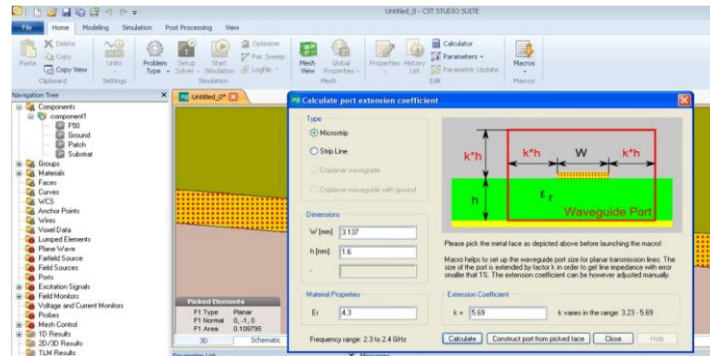 Untitled_0 - CST STUDIO SUITE
File Home Modeling Simulation Post Processing View
Paste
Delete
Copy
Copy View
Clipboard
Units
Settings
Problem Type
Setup Solver
Start Simulation
Optimizer
Par. Sweep
Logfile
Simulation
Mesh View
Global Properties
Mesh
Properties
History List
Calculator
Parameters
Parametric Update
Edit
Macros
Macros
Navigation Tree
Components
component1
F50
Ground
Patch
Substrat
Groups
Materials
Faces
Curves
WCS
Anchor Points
Wires
Voxel Data
Lumped Elements
Plane Wave
Farfield Source
Field Sources
Ports
Excitation Signals
Field Monitors
Voltage and Current Monitors
Probes
Mesh Control
1D Results
2D/3D Results
TLM Results
Untitled_0*
Picked Elements
F1 Type Planar
F1 Normal 0, -1, 0
F1 Area 0.109795
3D Schematic
Calculate port extension coefficient
Type
Microstrip
Strip Line
Coplanar waveguide
Coplanar waveguide with ground
Dimensions
W [mm] 3.137
h [mm] 1.6
-
Material Properties
Er 4.3
Frequency range: 2.3 to 2.4 GHz
k*h
k*h W k*h
h
εr
Waveguide Port
Please pick the metal face as depicted above before launching the macro!
Macro helps to set up the waveguide port size for planar transmission lines. The
size of the port is extended by factor k in order to get line impedance with error
smaller that 1%. The extension coefficient can be however adjusted manually.
Extension Coefficient
k = 5.69 k varies in the range: 3.23 - 5.69
Calculate Construct port from picked face Close Help